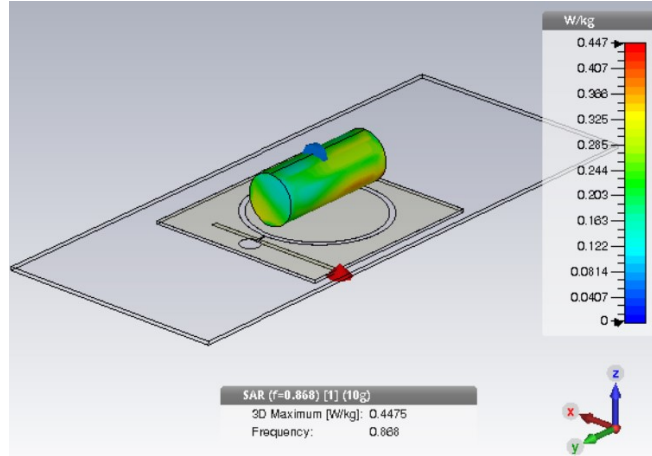 W/kg
0.447
0.407
0.366
0.325
0.285
0.244
0.203
0.163
0.122
0.0814
0.0407
0
SAR (f=0.868) [1] (10g)
3D Maximum [W/kg]: 0.4475
Frequency: 0.868
z
x
y